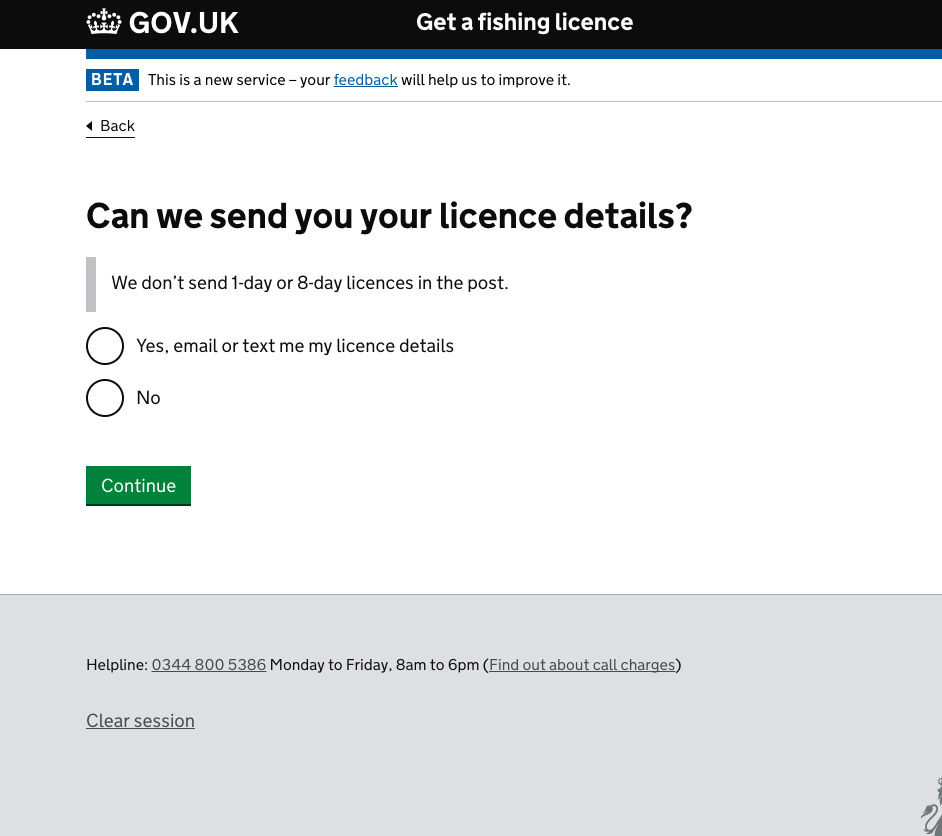 GOV.UK
Get a fishing licence
BETA This is a new service – your feedback will help us to improve it.
Back
Can we send you your licence details?
We don’t send 1-day or 8-day licences in the post.
Yes, email or text me my licence details
No
Continue
Helpline: 0344 800 5386 Monday to Friday, 8am to 6pm (Find out about call charges)
Clear session